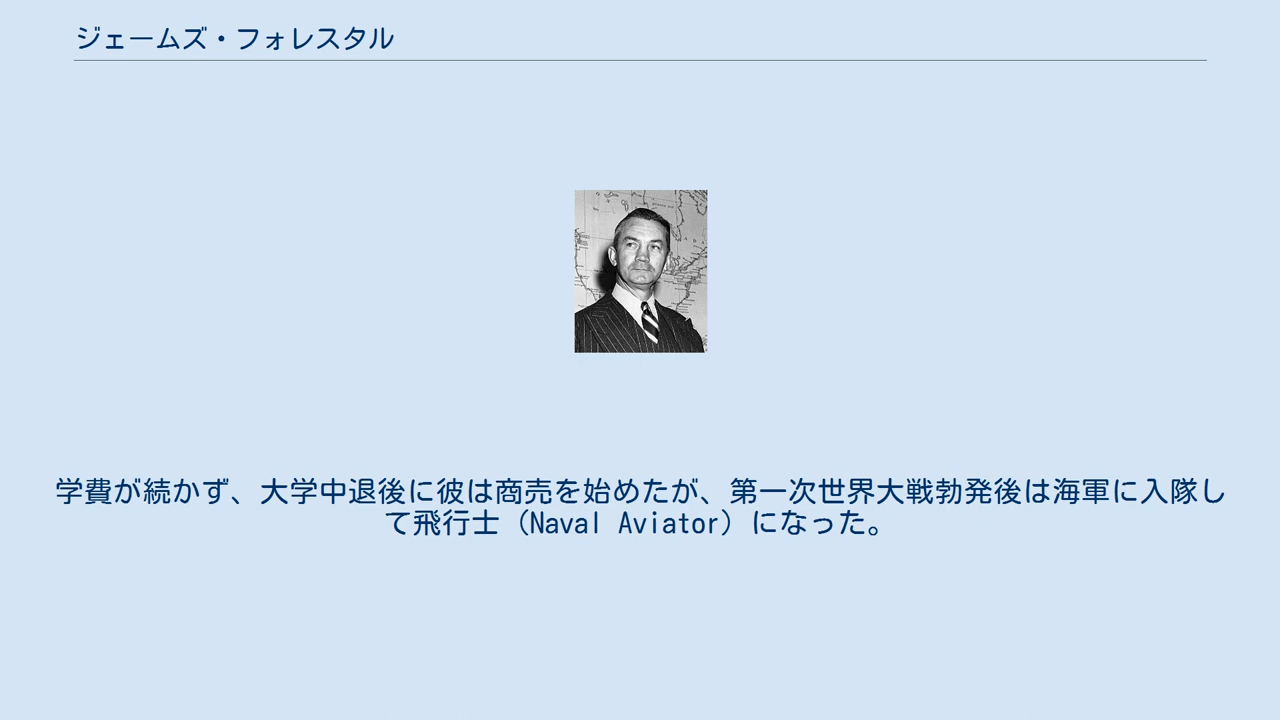 ジェームズ・フォレスタル
学費が続かず、大学中退後に彼は商売を始めたが、第一次世界大戦勃発後は海軍に入隊し
て飛行士（Naval Aviator）になった。